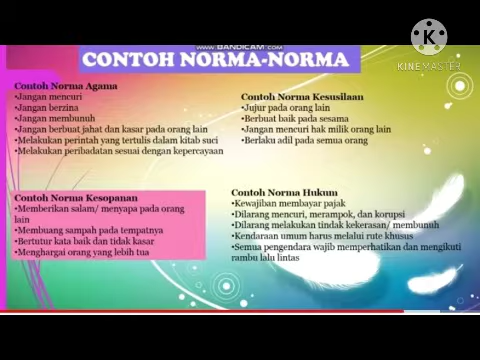 WWW.BANDICAM.COM
KINEMASTER
CONTOH NORMA-NORMA
Contoh Norma Agama
•Jangan mencuri
•Jangan berzina
•Jangan membunuh
•Jangan berbuat jahat dan kasar pada orang lain
•Melakukan perintah yang tertulis dalam kitab suci
•Melakukan peribadatan sesuai dengan kepercayaan
Contoh Norma Kesusilaan
•Jujur pada orang lain
•Berbuat baik pada sesama
•Jangan mencuri hak milik orang lain
•Berlaku adil pada semua orang
Contoh Norma Kesopanan
•Memberikan salam/ menyapa pada orang
lain
•Membuang sampah pada tempatnya
•Bertutur kata baik dan tidak kasar
•Menghargai orang yang lebih tua
Contoh Norma Hukum
•Kewajiban membayar pajak
•Dilarang mencuri, merampok, dan korupsi
•Dilarang melakukan tindak kekerasan/ membunuh
•Kendaraan umum harus melalui rute khusus
•Semua pengendara wajib memperhatikan dan mengikuti
rambu lalu lintas